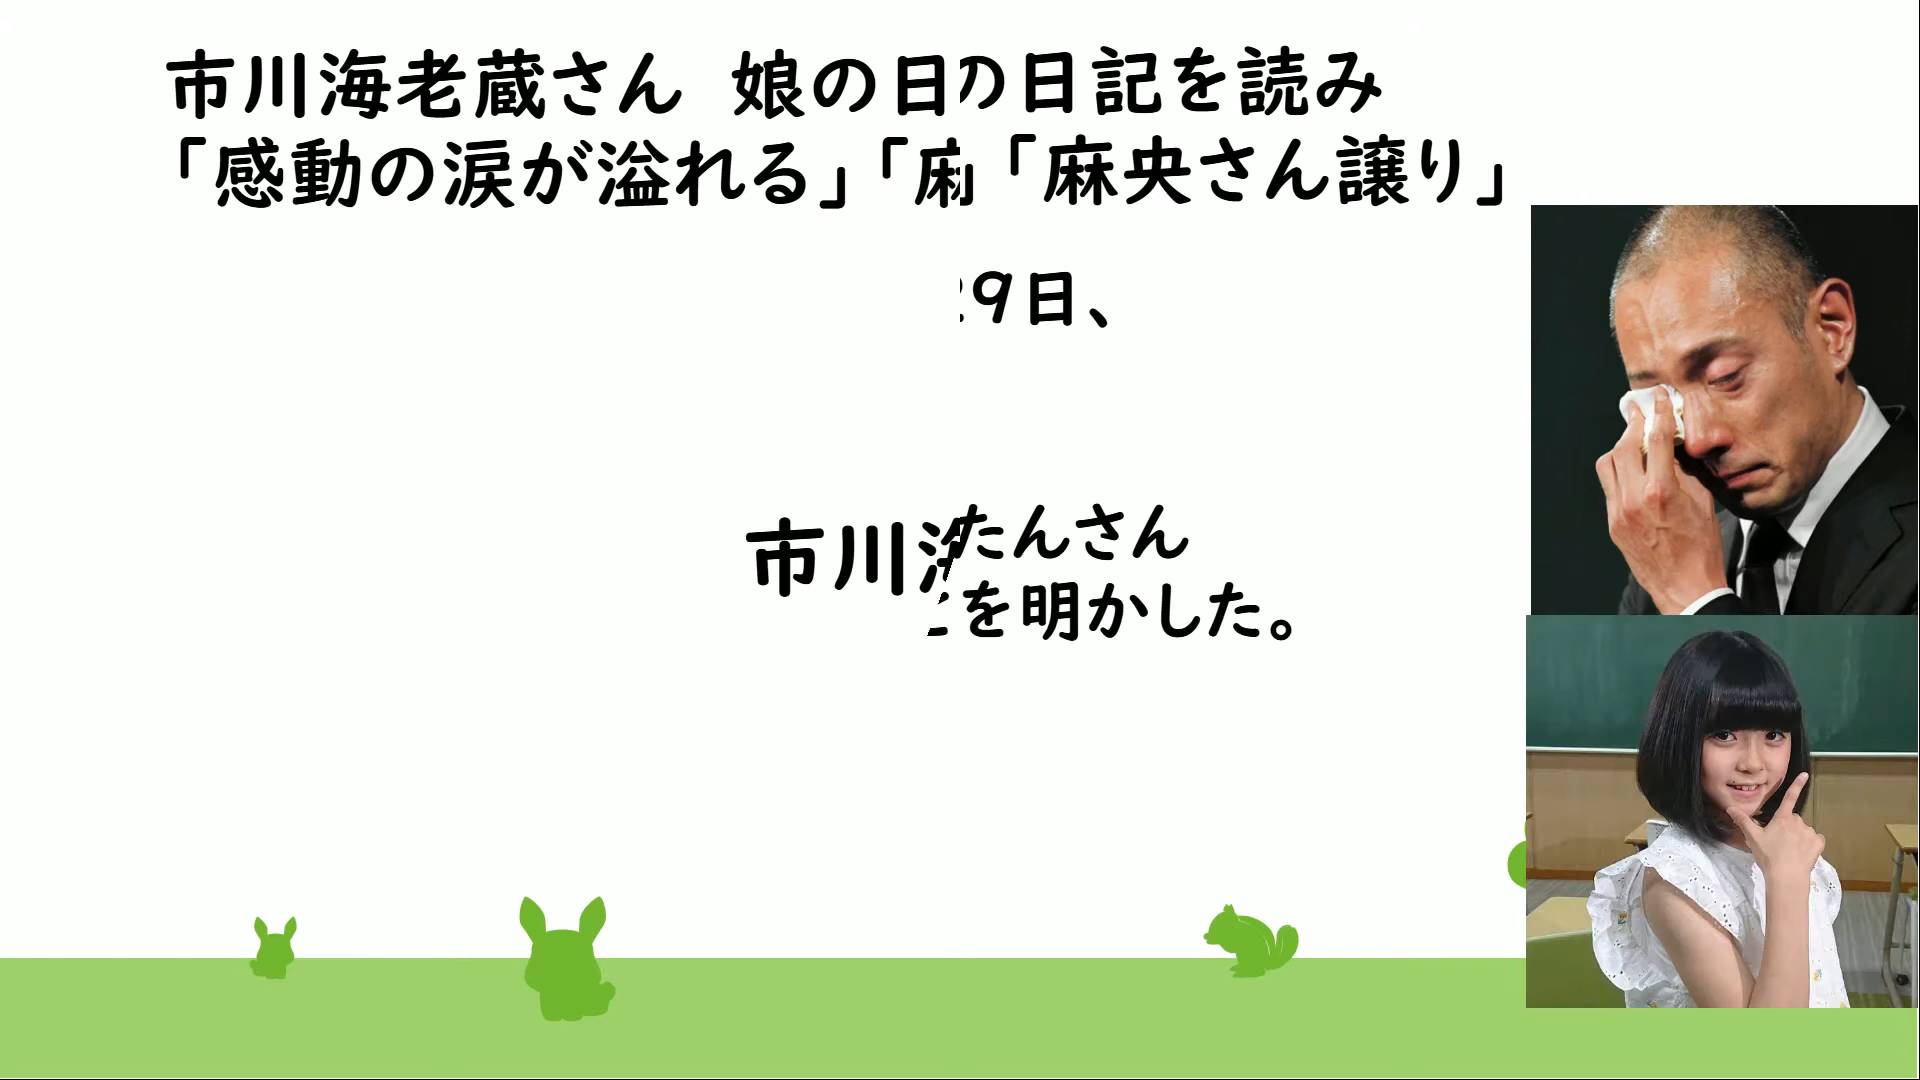 市川海老蔵さん 娘の日の日記を読み
「感動の涙が溢れる」「麻「麻央さん譲り」
9日、
市川
たんさん
を明かした。